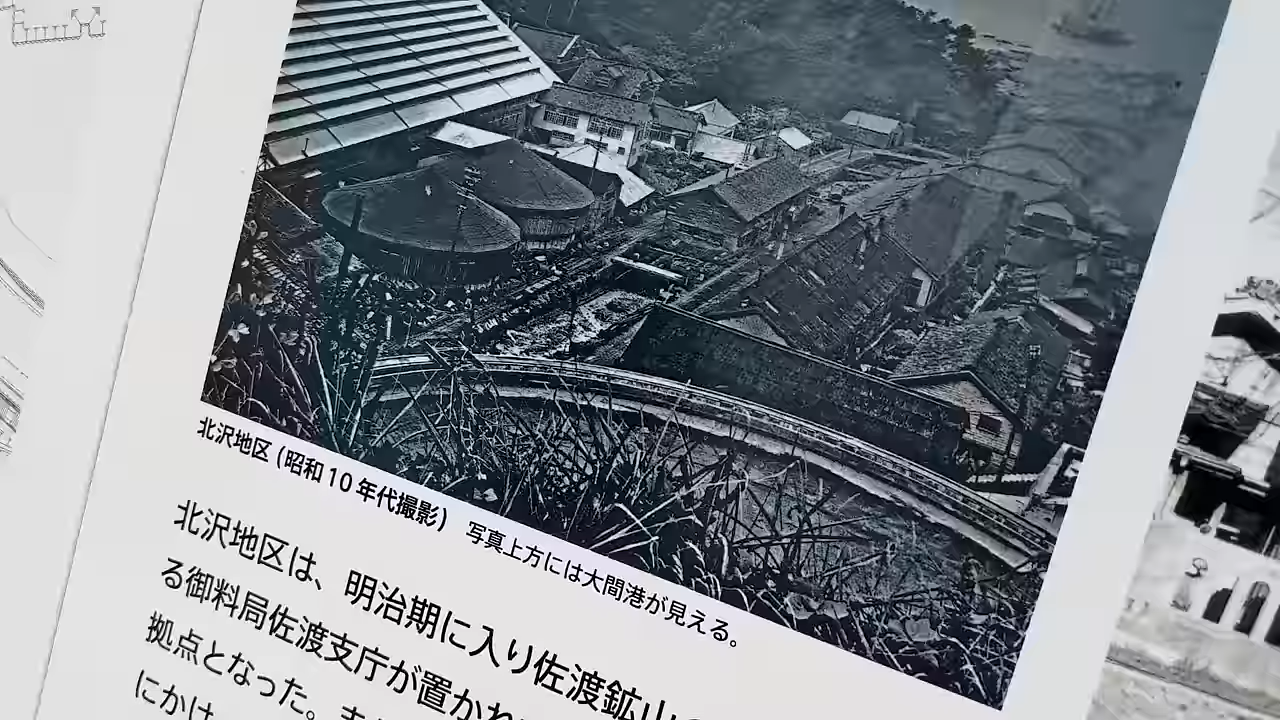 北沢地区（昭和10年代撮影） 写真上方には大間港が見える。
北沢地区は、明治期に入り佐渡鉱山
る御料局佐渡支庁が置かれ
拠点となった。ま
にかけ